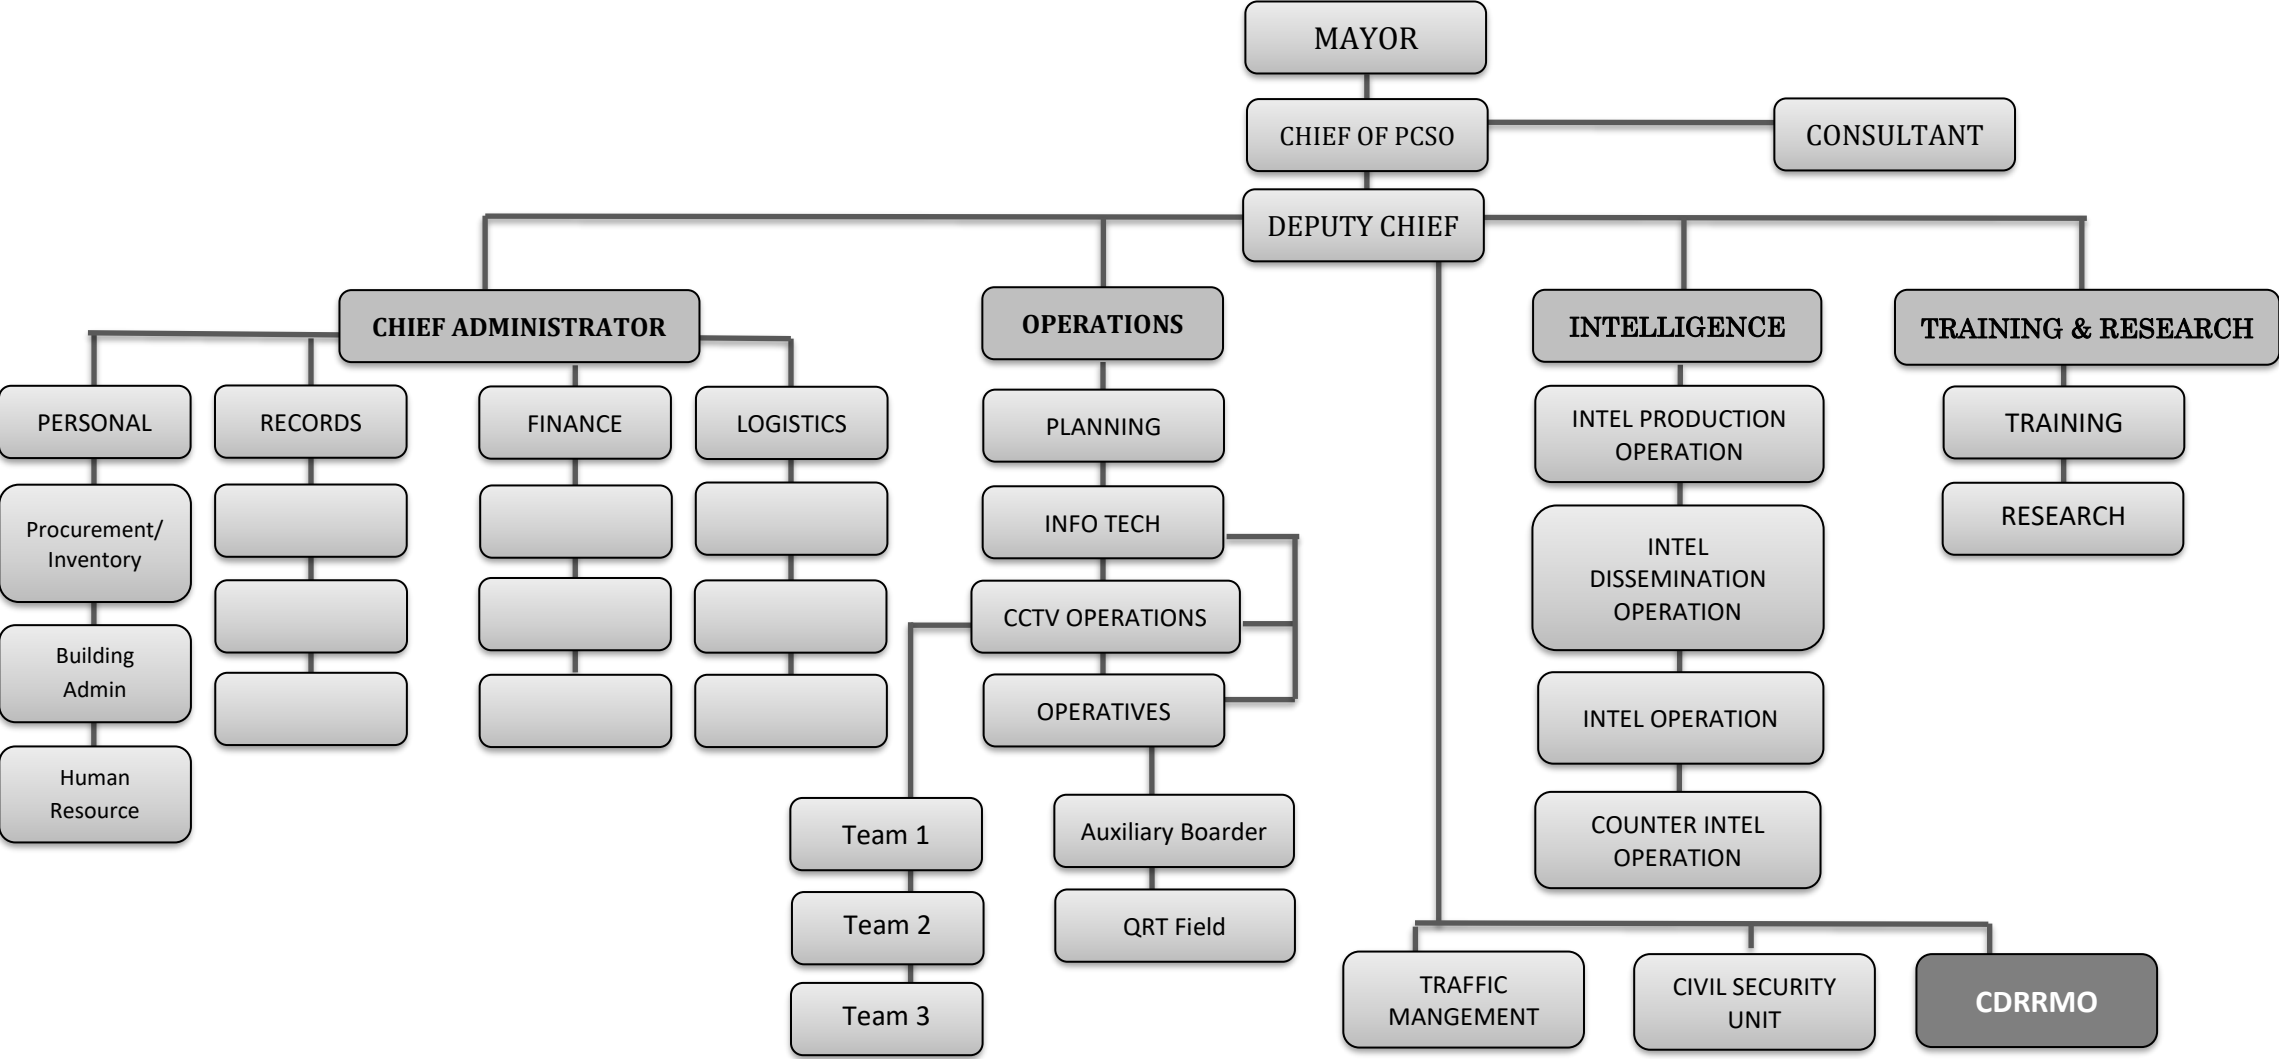 MAYOR
CHIEF OF PCSO
CONSULTANT
DEPUTY CHIEF
CHIEF ADMINISTRATOR
OPERATIONS
INTELLIGENCE
TRAINING & RESEARCH
PERSONAL
RECORDS
FINANCE
LOGISTICS
Procurement/
Inventory
Building
Admin
Human
Resource
PLANNING
INFO TECH
CCTV OPERATIONS
OPERATIVES
Team 1
Team 2
Team 3
Auxiliary Boarder
QRT Field
INTEL PRODUCTION
OPERATION
INTEL
DISSEMINATION
OPERATION
INTEL OPERATION
COUNTER INTEL
OPERATION
TRAINING
RESEARCH
TRAFFIC
MANGEMENT
CIVIL SECURITY
UNIT
CDRRMO